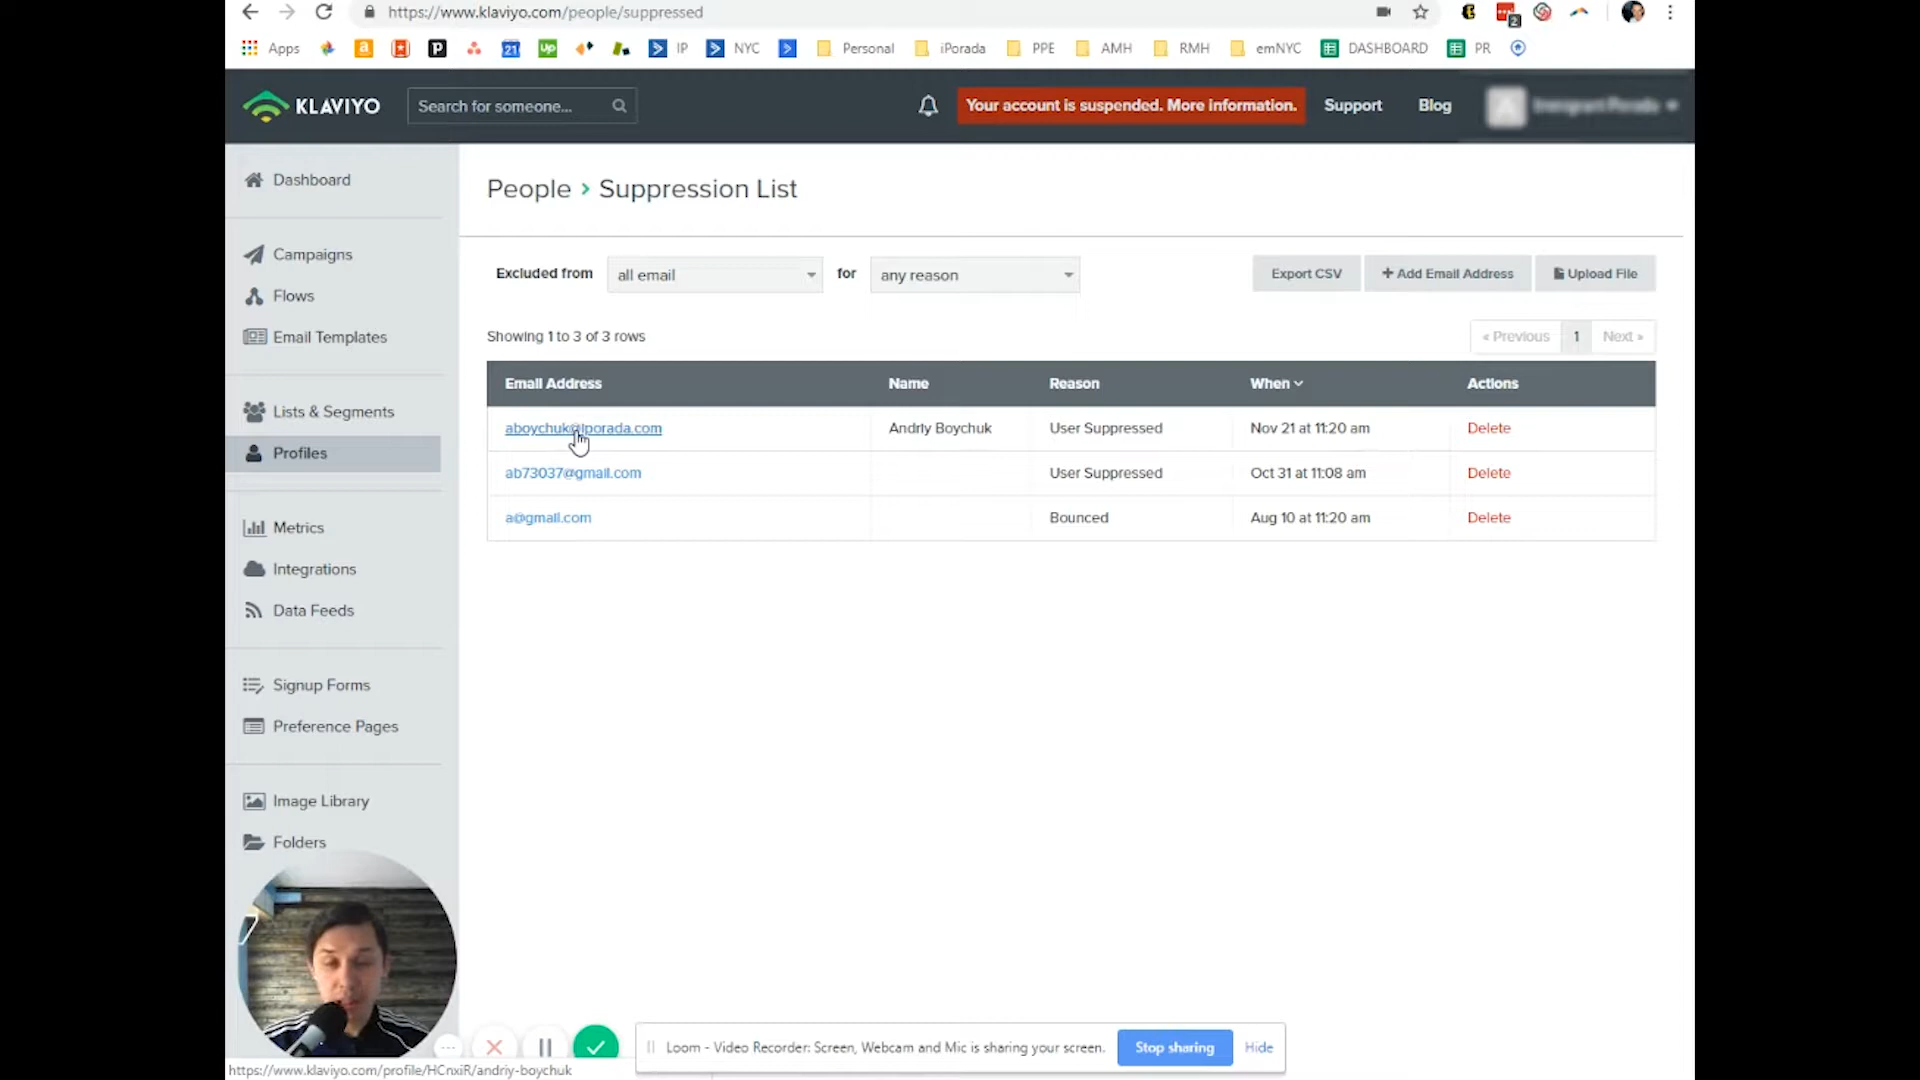 https://www.klaviyo.com/people/suppressed
2
Apps
21
up
IP
NYC
Personal
iPorada
PPE
AMH
RMH
emNYC
DASHBOARD
PR
KLAVIYO
Search for someone...
Your account is suspended. More information.
Support
Blog
Dashboard
Campaigns
Flows
Email Templates
Lists & Segments
Profiles
Metrics
Integrations
Data Feeds
Signup Forms
Preference Pages
Image Library
Folders
People > Suppression List
Excluded from all email for any reason
Export CSV
+ Add Email Address
Upload File
Showing 1 to 3 of 3 rows
« Previous 1 Next »
Email Address Name Reason When Actions
aboychuk@iporada.com Andriy Boychuk User Suppressed Nov 21 at 11:20 am Delete
ab73037@gmail.com User Suppressed Oct 31 at 11:08 am Delete
a@gmail.com Bounced Aug 10 at 11:20 am Delete
Loom - Video Recorder: Screen, Webcam and Mic is sharing your screen. Stop sharing Hide
https://www.klaviyo.com/profile/HCnxiR/andriy-boychuk